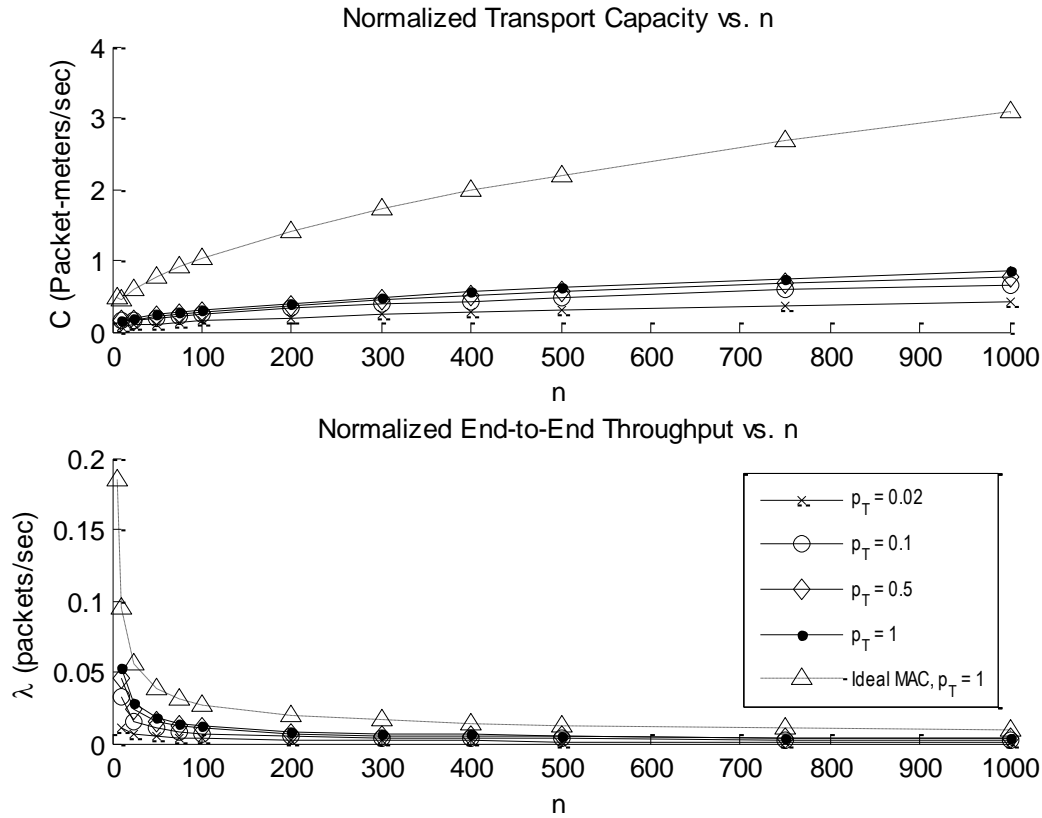 Normalized Transport Capacity vs. n
4
3
2
1
0
C (Packet-meters/sec)
0 100 200 300 400 500 600 700 800 900 1000
n
Normalized End-to-End Throughput vs. n
0.2
0.15
0.1
0.05
0
λ (packets/sec)
p_T = 0.02
p_T = 0.1
p_T = 0.5
p_T = 1
Ideal MAC, p_T = 1
0 100 200 300 400 500 600 700 800 900 1000
n